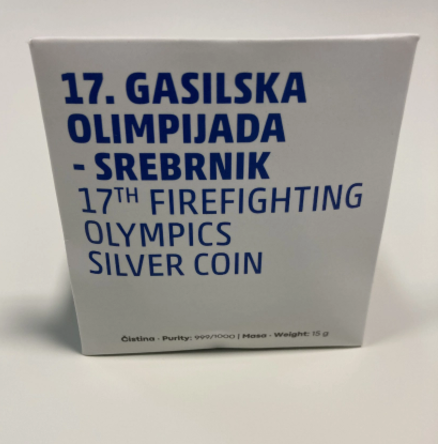 17. GASILSKA
OLIMPIJADA
- SREBRNIK
17TH FIREFIGHTING
OLYMPICS
SILVER COIN
Čistina · Purity: 999/1000 | Masa · Weight: 15 g